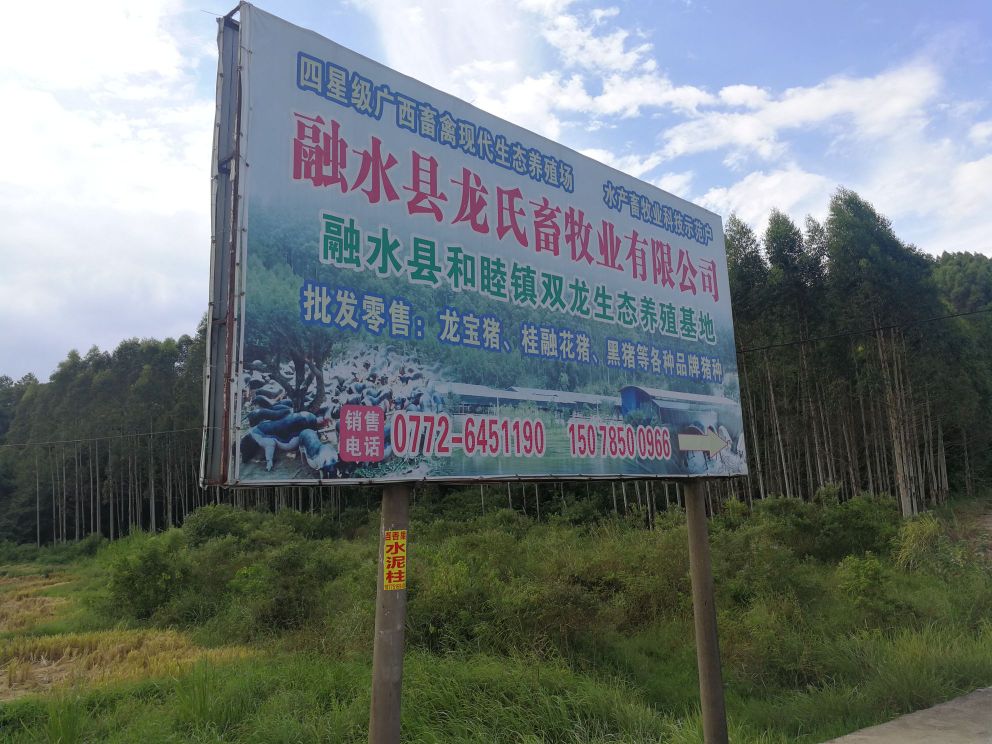 四星级广西畜禽现代生态养殖场 水产畜牧业科技示范户
融水县龙氏畜牧业有限公司
融水县和睦镇双龙生态养殖基地
批发零售：龙宝猪、桂融花猪、黑猪等各种品牌猪种
销售电话 0772-6451190 150 7850 0966
水泥柱